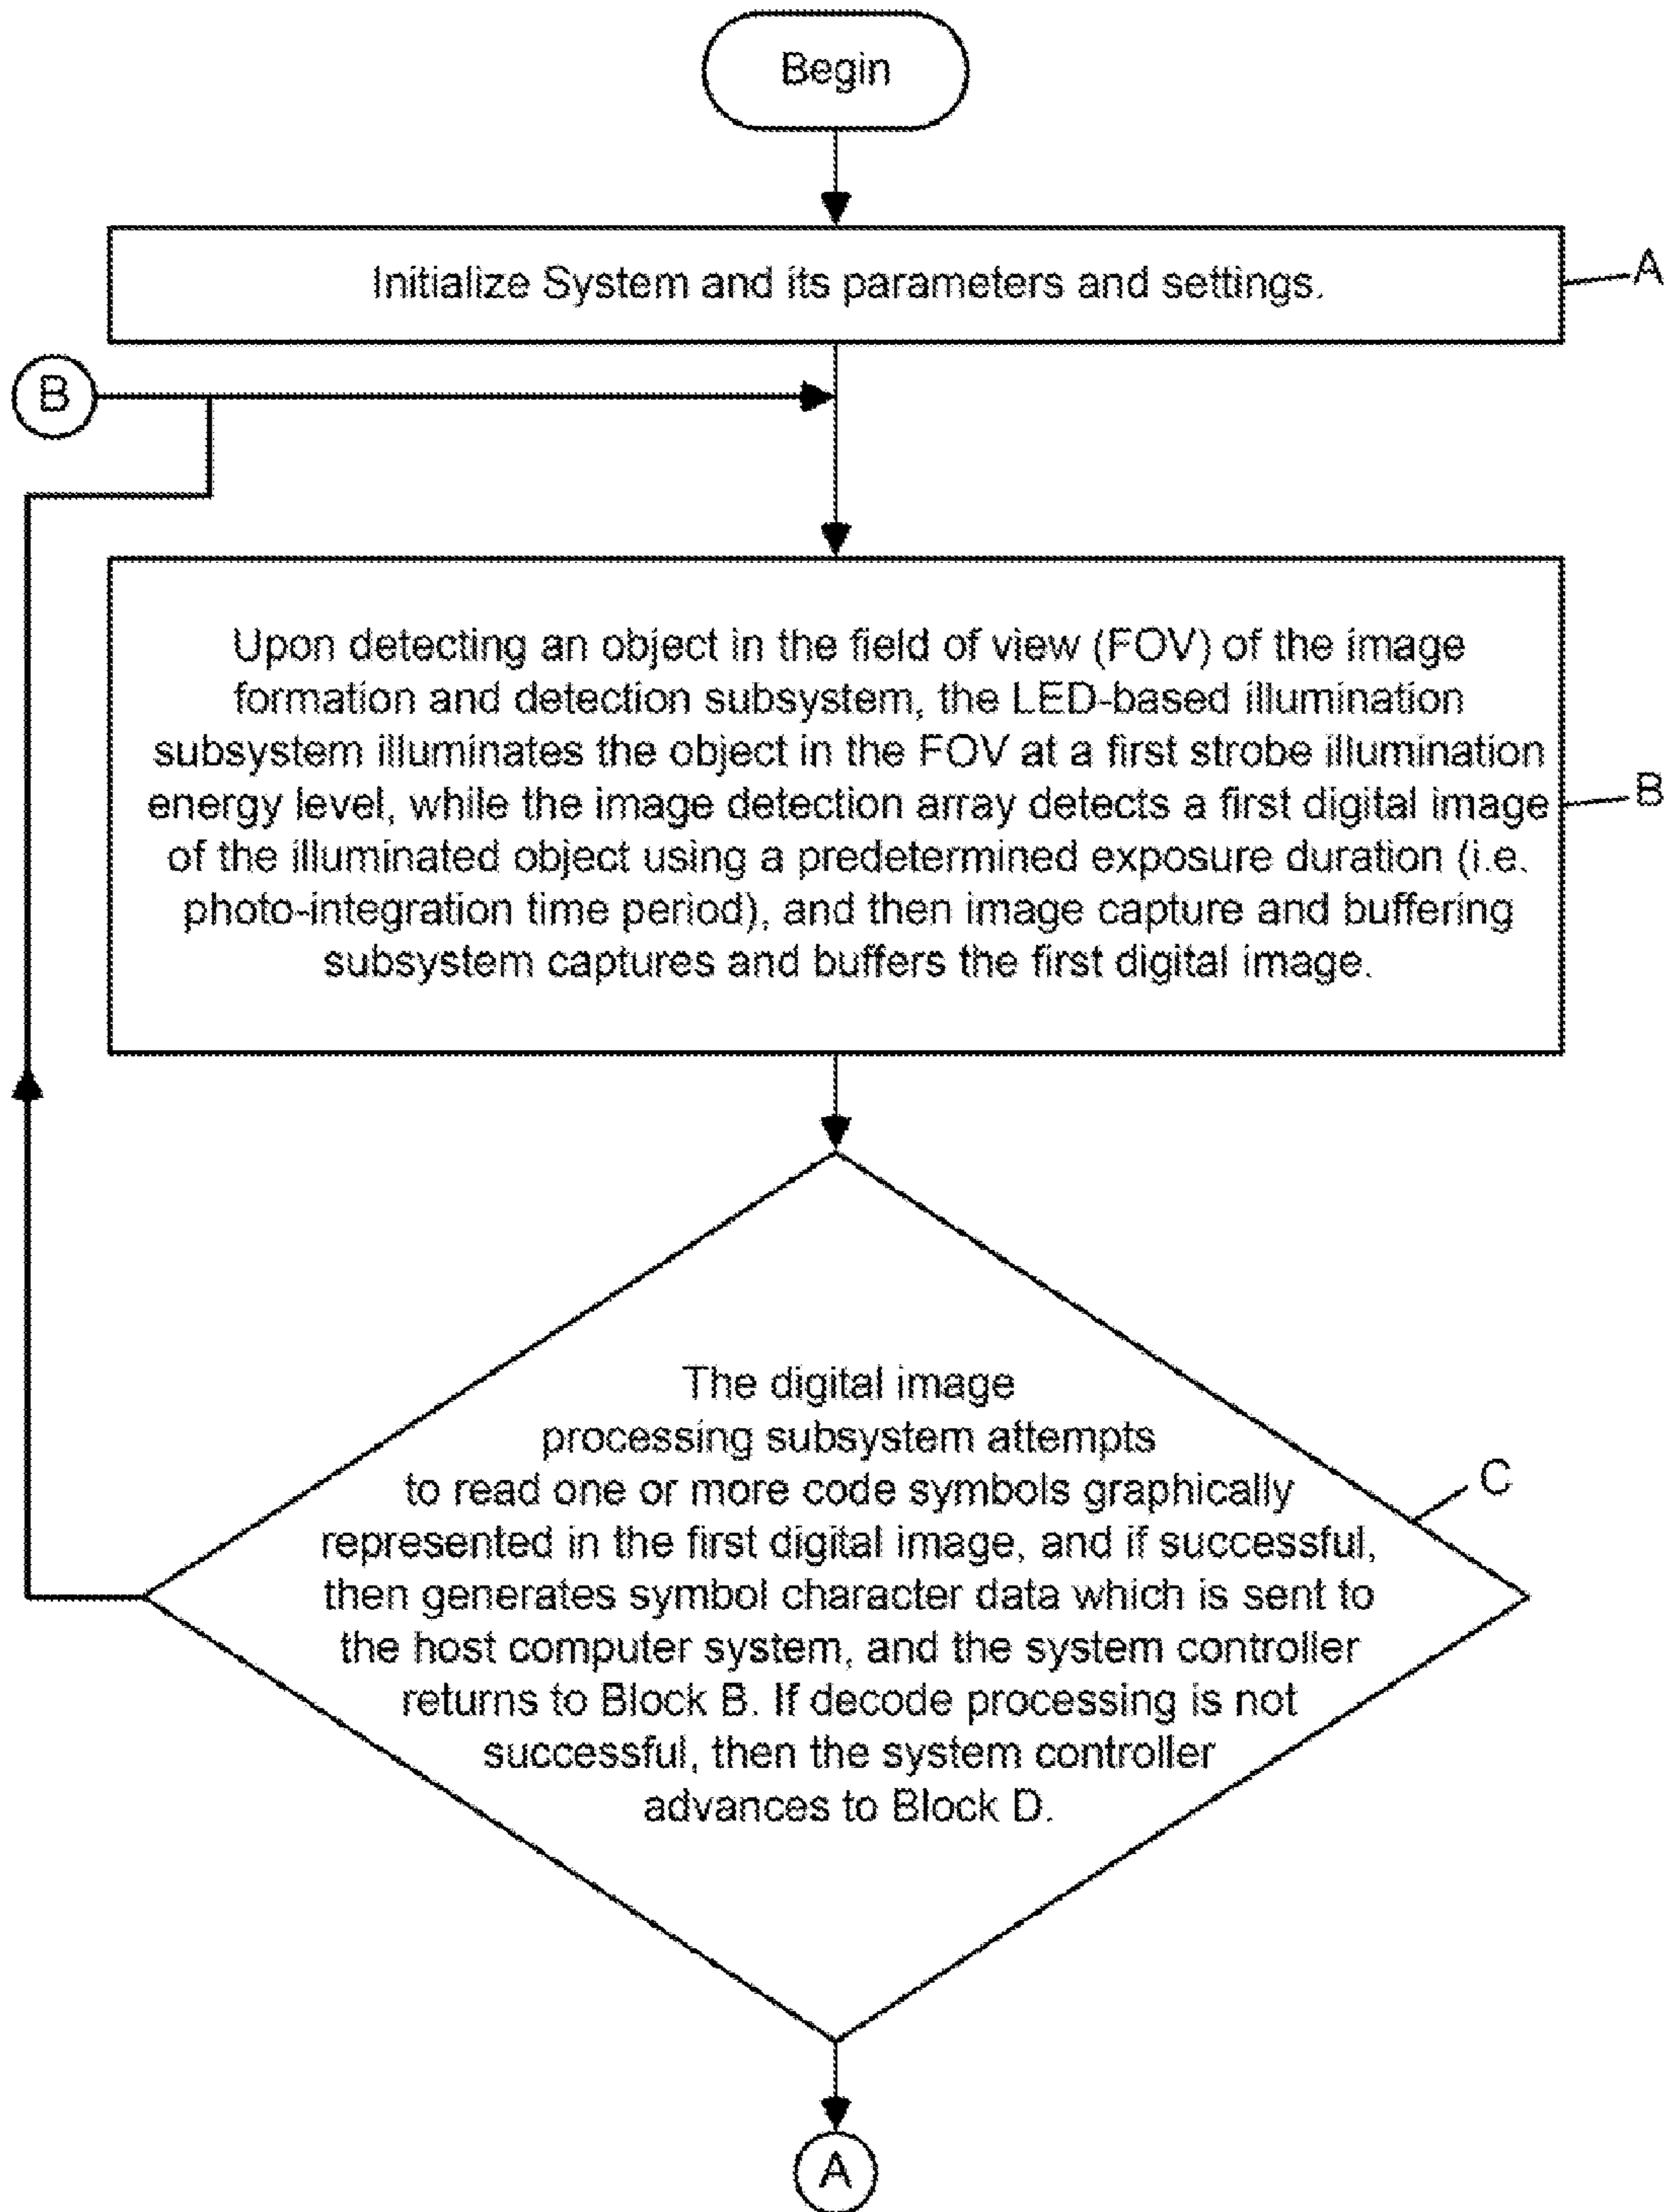 Begin
Initialize System and its parameters and settings.
A
B
Upon detecting an object in the field of view (FOV) of the image
formation and detection subsystem, the LED-based illumination
subsystem illuminates the object in the FOV at a first strobe illumination
energy level, while the image detection array detects a first digital image
of the illuminated object using a predetermined exposure duration (i.e.
photo-integration time period), and then image capture and buffering
subsystem captures and buffers the first digital image.
B
The digital image
processing subsystem attempts
to read one or more code symbols graphically
represented in the first digital image, and if successful,
then generates symbol character data which is sent to
the host computer system, and the system controller
returns to Block B. If decode processing is not
successful, then the system controller
advances to Block D.
C
A